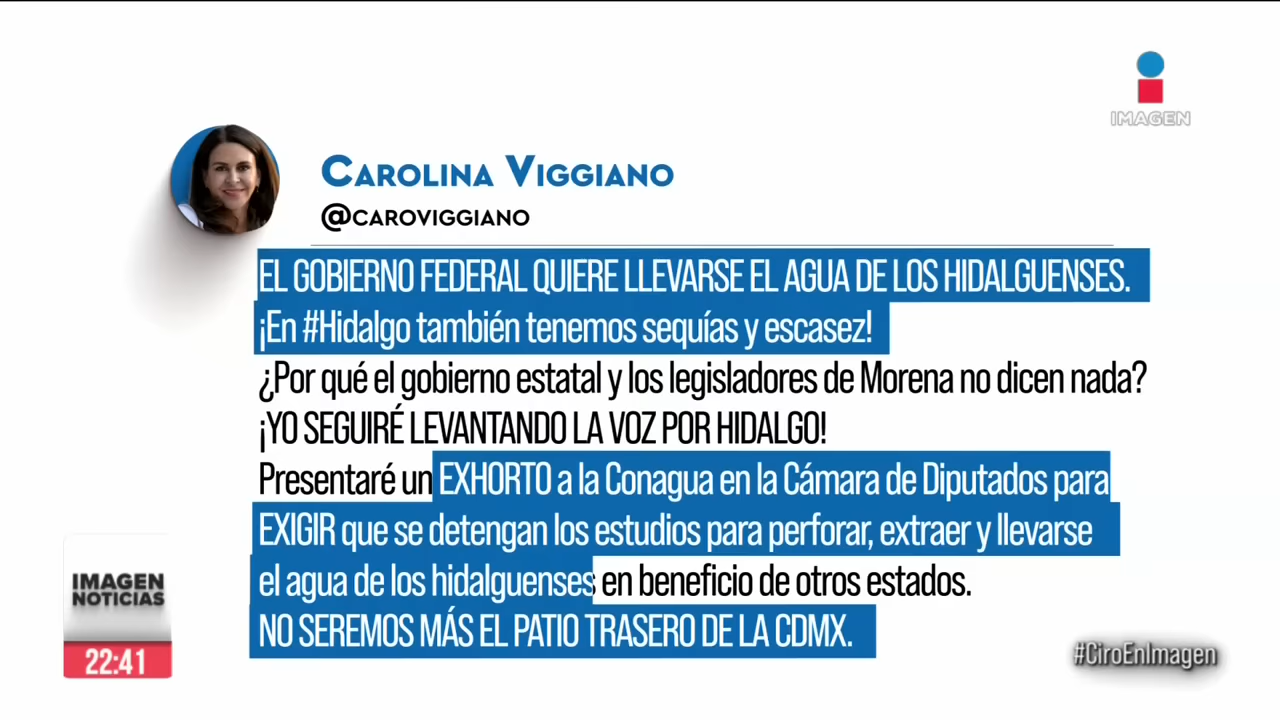 IMAGEN
CAROLINA VIGGIANO
@CAROVIGGIANO
EL GOBIERNO FEDERAL QUIERE LLEVARSE EL AGUA DE LOS HIDALGUENSES.
¡En #Hidalgo también tenemos sequías y escasez!
¿Por qué el gobierno estatal y los legisladores de Morena no dicen nada?
¡YO SEGUIRÉ LEVANTANDO LA VOZ POR HIDALGO!
Presentaré un EXHORTO a la Conagua en la Cámara de Diputados para
EXIGIR que se detengan los estudios para perforar, extraer y llevarse
el agua de los hidalguenses en beneficio de otros estados.
NO SEREMOS MÁS EL PATIO TRASERO DE LA CDMX.
IMAGEN
NOTICIAS
22:41
#CiroEnImagen